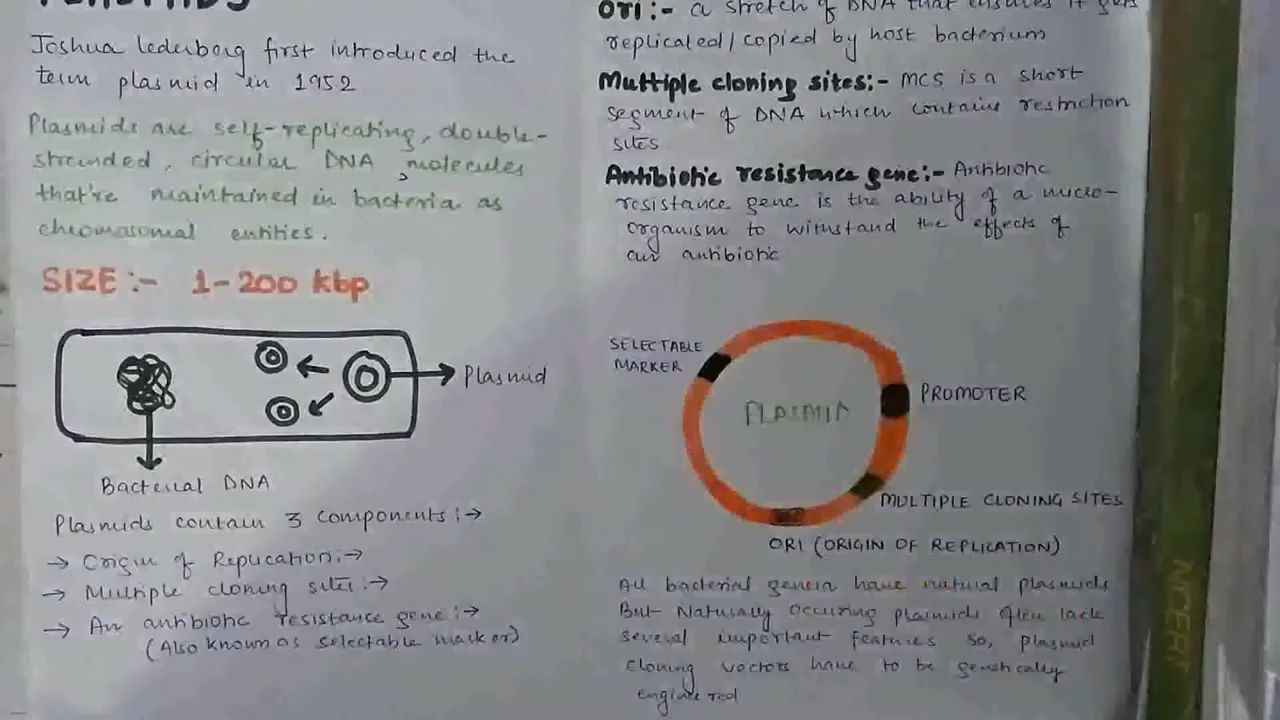 PLASMIDS
Joshua lederberg first introduced the
term plasmid in 1952
Plasmids are self-replicating, double-
stranded, circular DNA molecules
that're maintained in bacteria as
chromosomal entities.
SIZE :- 1-200 kbp
Plasmid
Bacterial DNA
Plasmids contain 3 components :→
→ Origin of Replication :→
→ Multiple cloning sites :→
→ An antibiotic resistance gene :→
(Also known as selectable marker)
Ori :- a stretch of DNA that ensures it gets
replicated/copied by host bacterium
Multiple cloning sites:- MCS is a short
segment of DNA which contains restriction
sites
Antibiotic resistance gene:- Antibiotic
resistance gene is the ability of a micro-
organism to withstand the effects of
an antibiotic
SELECTABLE
MARKER
PLASMID
PROMOTER
MULTIPLE CLONING SITES
ORI (ORIGIN OF REPLICATION)
All bacterial genera have natural plasmids
But Naturally occuring plasmids often lack
several important features so, plasmid
cloning vectors have to be genetically
engineered
NCERT